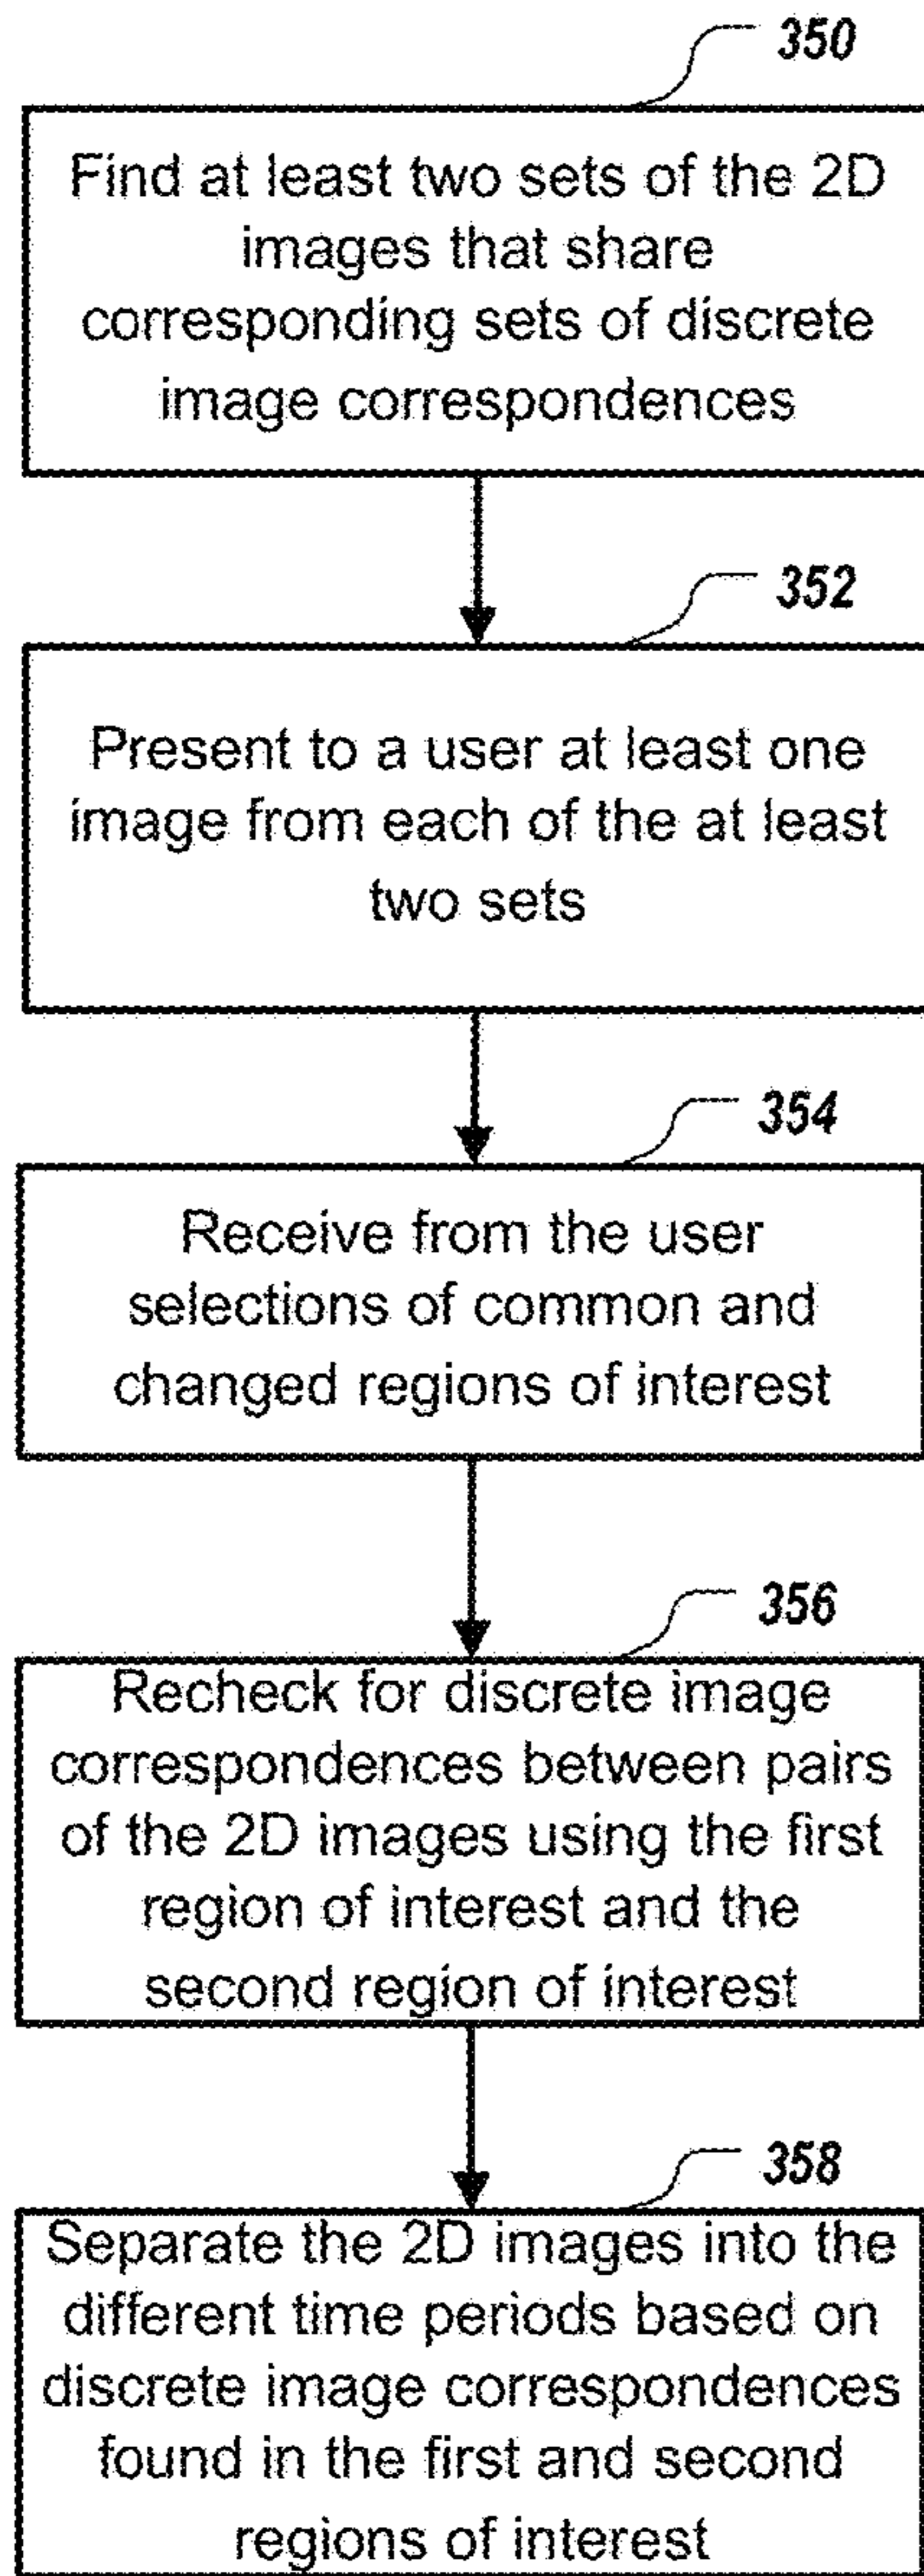 350
Find at least two sets of the 2D
images that share
corresponding sets of discrete
image correspondences
352
Present to a user at least one
image from each of the at least
two sets
354
Receive from the user
selections of common and
changed regions of interest
356
Recheck for discrete image
correspondences between pairs
of the 2D images using the first
region of interest and the
second region of interest
358
Separate the 2D images into the
different time periods based on
discrete image correspondences
found in the first and second
regions of interest